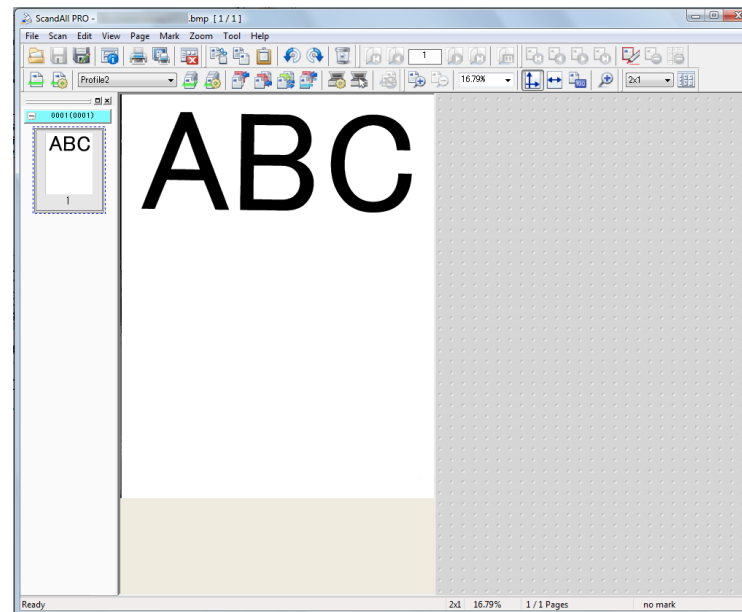 ScandAll PRO - .bmp [ 1 / 1 ]
File Scan Edit View Page Mark Zoom Tool Help
1
Profile2 16.79% 100 2x1
0001(0001)
ABC
1
ABC
Ready 2x1 16.79% 1 / 1 Pages no mark